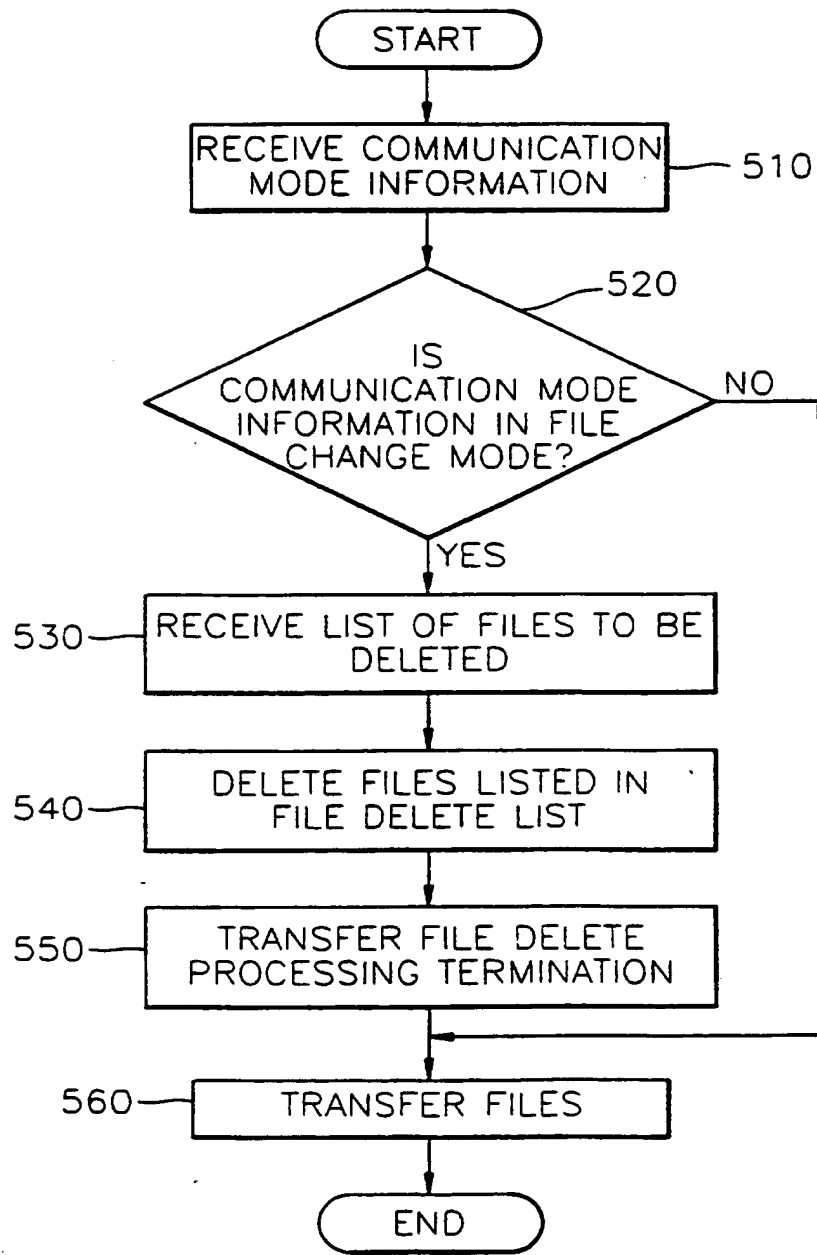 START
RECEIVE COMMUNICATION
MODE INFORMATION
510
520
IS
COMMUNICATION MODE
INFORMATION IN FILE
CHANGE MODE?
NO
YES
530
RECEIVE LIST OF FILES TO BE
DELETED
540
DELETE FILES LISTED IN
FILE DELETE LIST
550
TRANSFER FILE DELETE
PROCESSING TERMINATION
560
TRANSFER FILES
END